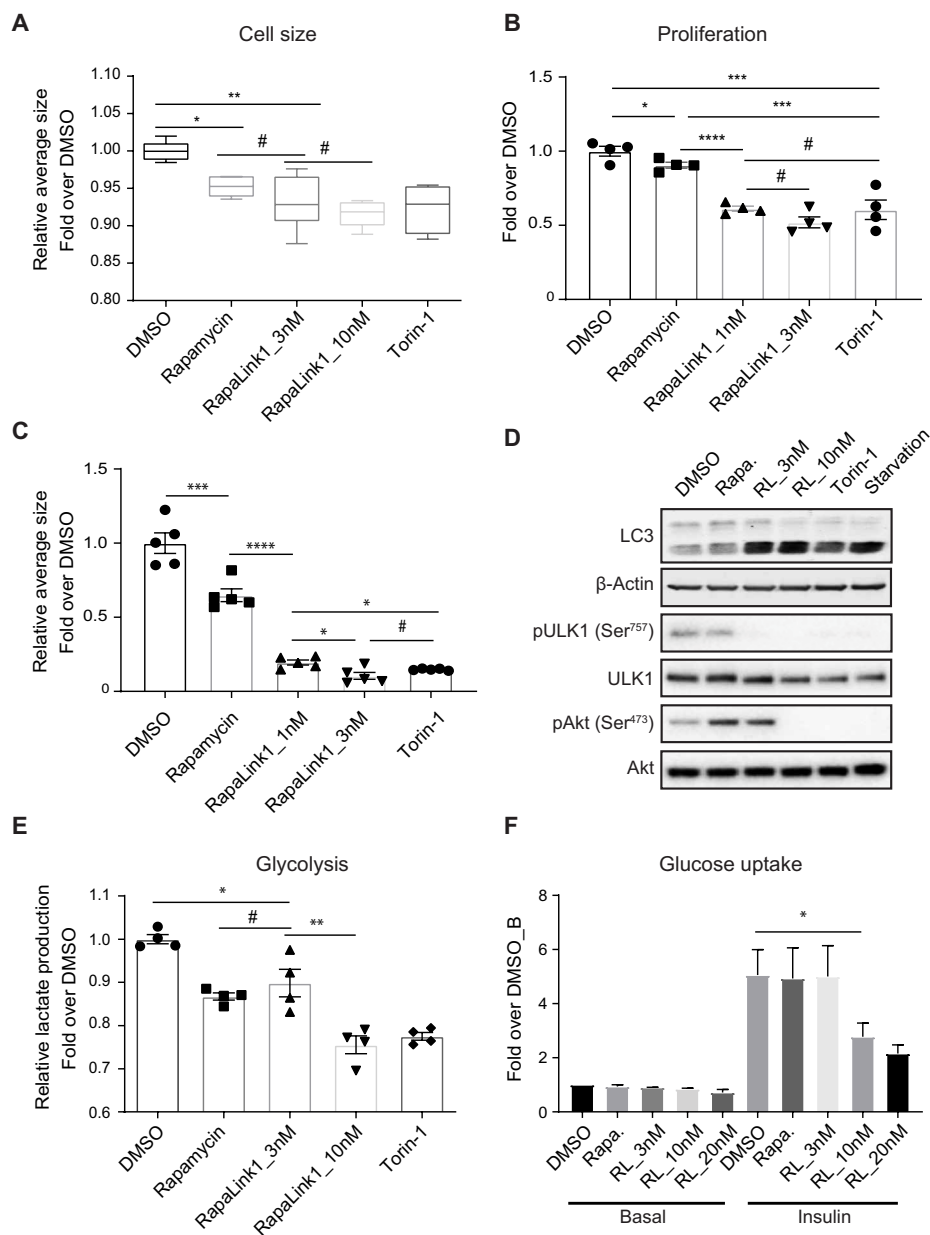 A
Cell size
Relative average size
Fold over DMSO
1.10
1.05
1.00
0.95
0.90
0.85
0.80
**
*
#
#
DMSO
Rapamycin
RapaLink1_3nM
RapaLink1_10nM
Torin-1
B
Proliferation
Fold over DMSO
1.5
1.0
0.5
0
***
*
***
****
#
#
DMSO
Rapamycin
RapaLink1_1nM
RapaLink1_3nM
Torin-1
C
Relative average size
Fold over DMSO
1.5
1.0
0.5
0
***
****
*
*
#
DMSO
Rapamycin
RapaLink1_1nM
RapaLink1_3nM
Torin-1
D
DMSO
Rapa.
RL_3nM
RL_10nM
Torin-1
Starvation
LC3
β-Actin
pULK1 (Ser⁷⁵⁷)
ULK1
pAkt (Ser⁴⁷³)
Akt
E
Glycolysis
Relative lactate production
Fold over DMSO
1.1
1.0
0.9
0.8
0.7
0.6
*
#
**
DMSO
Rapamycin
RapaLink1_3nM
RapaLink1_10nM
Torin-1
F
Glucose uptake
Fold over DMSO_B
8
6
4
2
0
*
DMSO
Rapa.
RL_3nM
RL_10nM
RL_20nM
DMSO
Rapa.
RL_3nM
RL_10nM
RL_20nM
Basal
Insulin